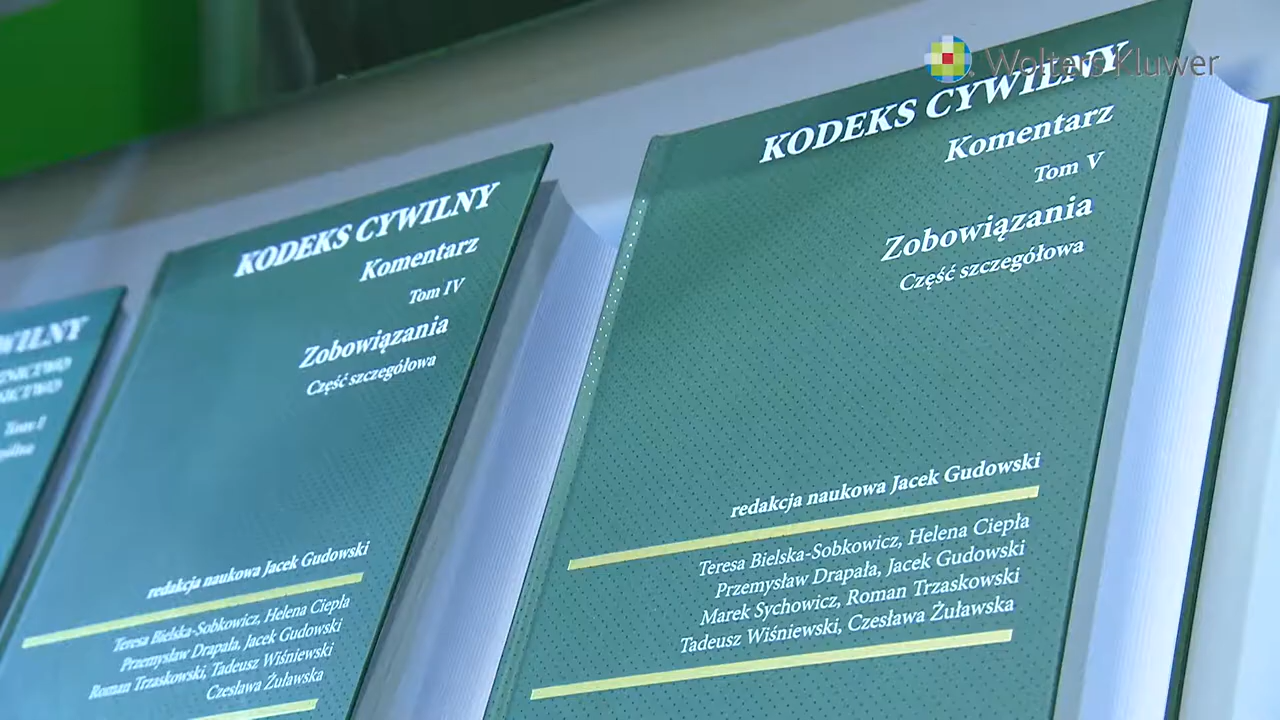 Wolters Kluwer
WILNY
Tom I
KODEKS CYWILNY
Komentarz
Tom IV
Zobowiązania
Część szczegółowa
redakcja naukowa Jacek Gudowski
Teresa Bielska-Sobkowicz, Helena Ciepła
Przemysław Drapała, Jacek Gudowski
Roman Trzaskowski, Tadeusz Wiśniewski
Czesława Żuławska
KODEKS CYWILNY
Komentarz
Tom V
Zobowiązania
Część szczegółowa
redakcja naukowa Jacek Gudowski
Teresa Bielska-Sobkowicz, Helena Ciepła
Przemysław Drapała, Jacek Gudowski
Marek Sychowicz, Roman Trzaskowski
Tadeusz Wiśniewski, Czesława Żuławska